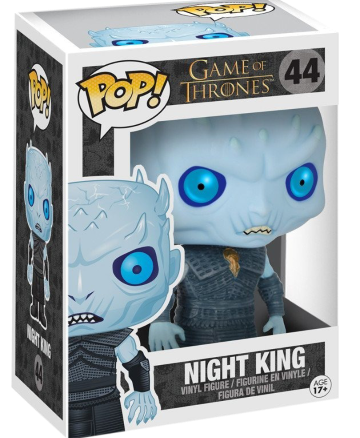 POP!
POP!
GAME OF
THRONES
44
NIGHT KING
44
NIGHT KING
VINYL FIGURE / FIGURINE EN VINYLE /
FIGURA DE VINIL
AGE
17+